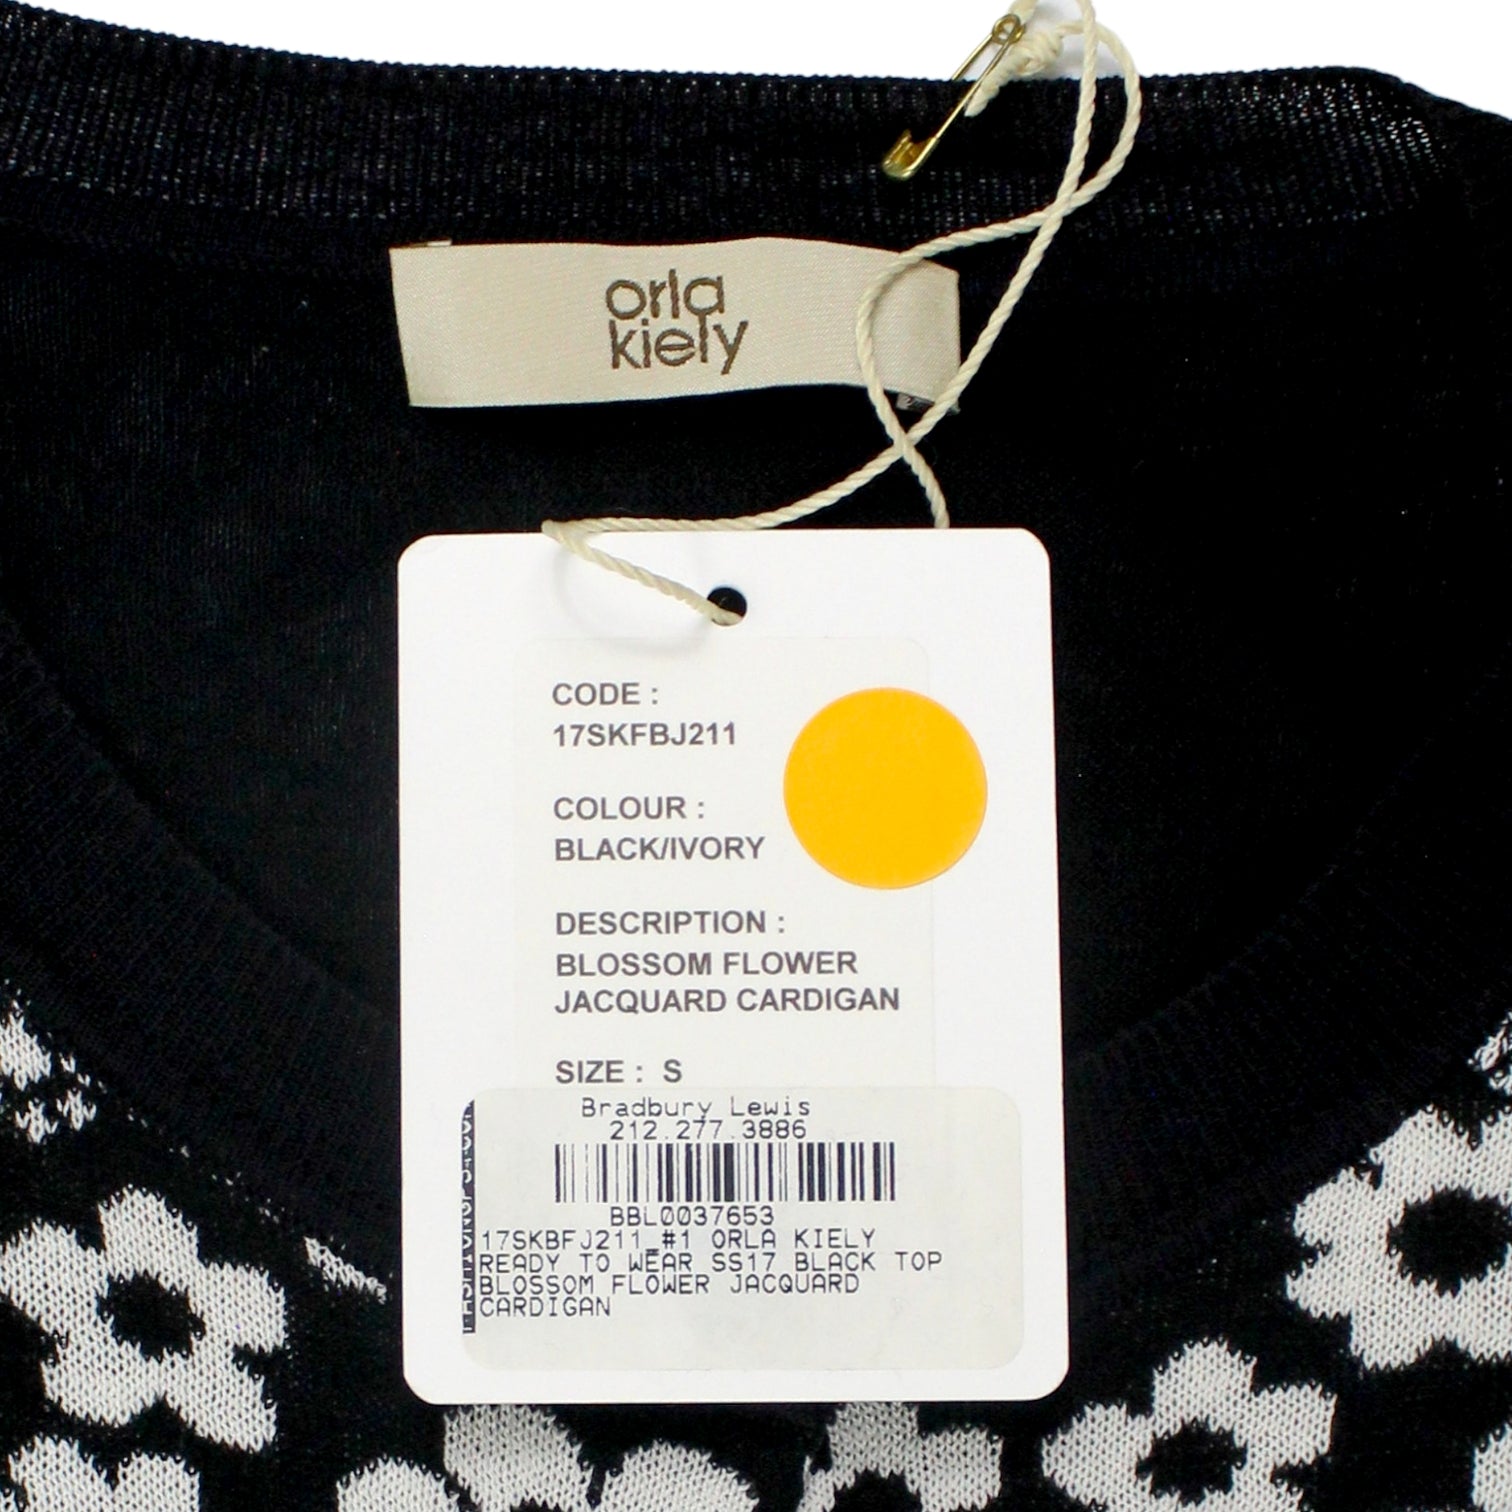 orla
kiely
CODE :
17SKFBJ211
COLOUR :
BLACK/IVORY
DESCRIPTION :
BLOSSOM FLOWER
JACQUARD CARDIGAN
SIZE : S
Bradbury Lewis
212.277.3886
BBL0037653
17SKBFJ211_#1 ORLA KIELY
READY TO WEAR SS17 BLACK TOP
BLOSSOM FLOWER JACQUARD
CARDIGAN